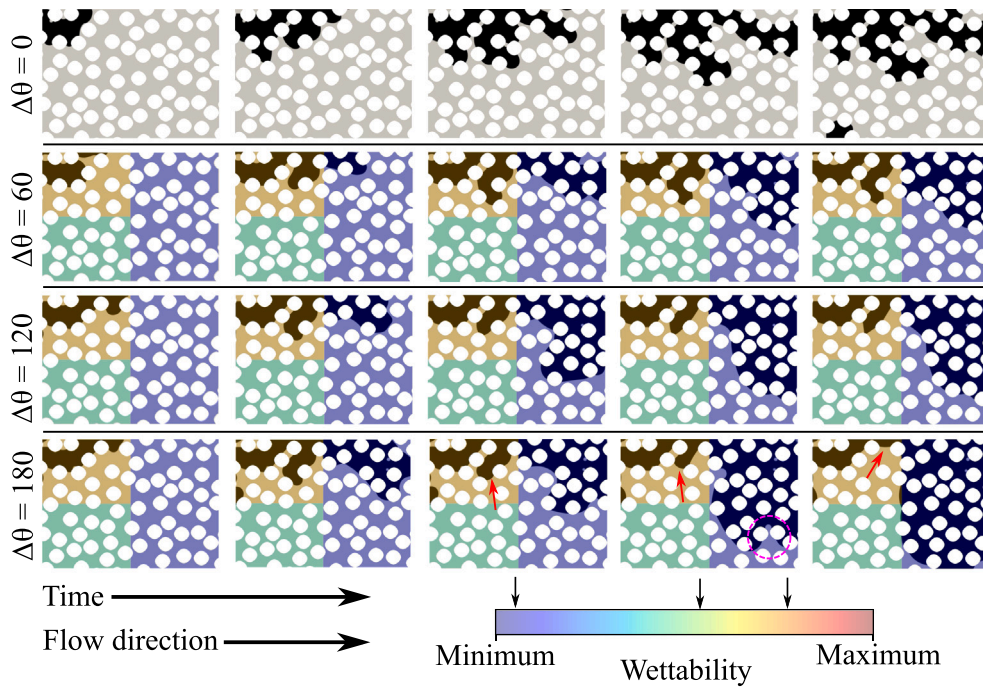 Δθ = 0
Δθ = 60
Δθ = 120
Δθ = 180
Time
Flow direction
Minimum
Wettability
Maximum